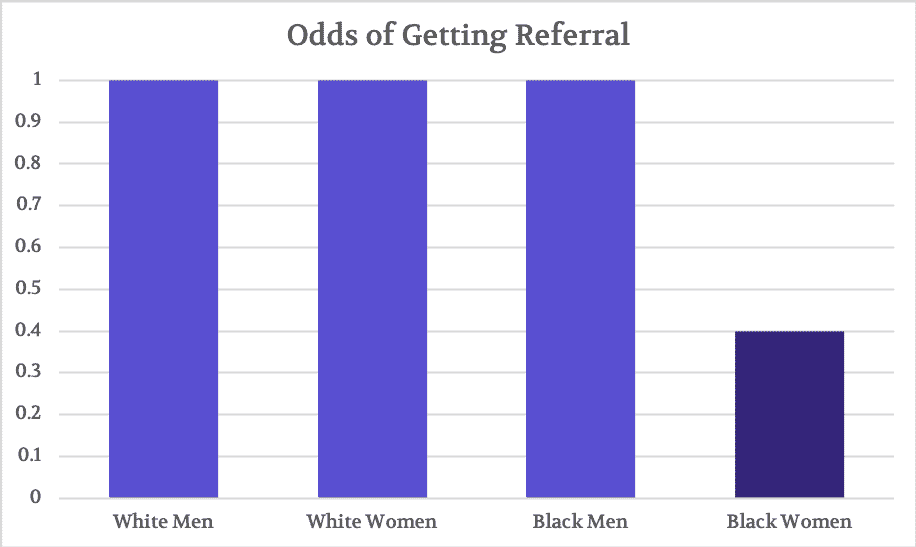 Odds of Getting Referral
1
0.9
0.8
0.7
0.6
0.5
0.4
0.3
0.2
0.1
0
White Men
White Women
Black Men
Black Women